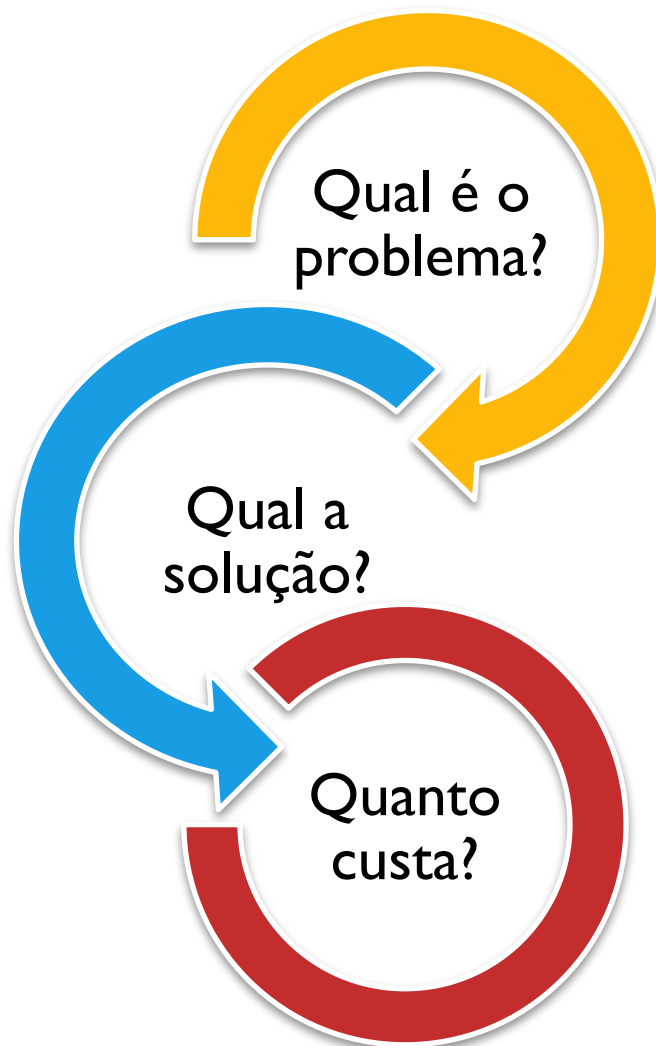 Qual é o
problema?
Qual a
solução?
Quanto
custa?